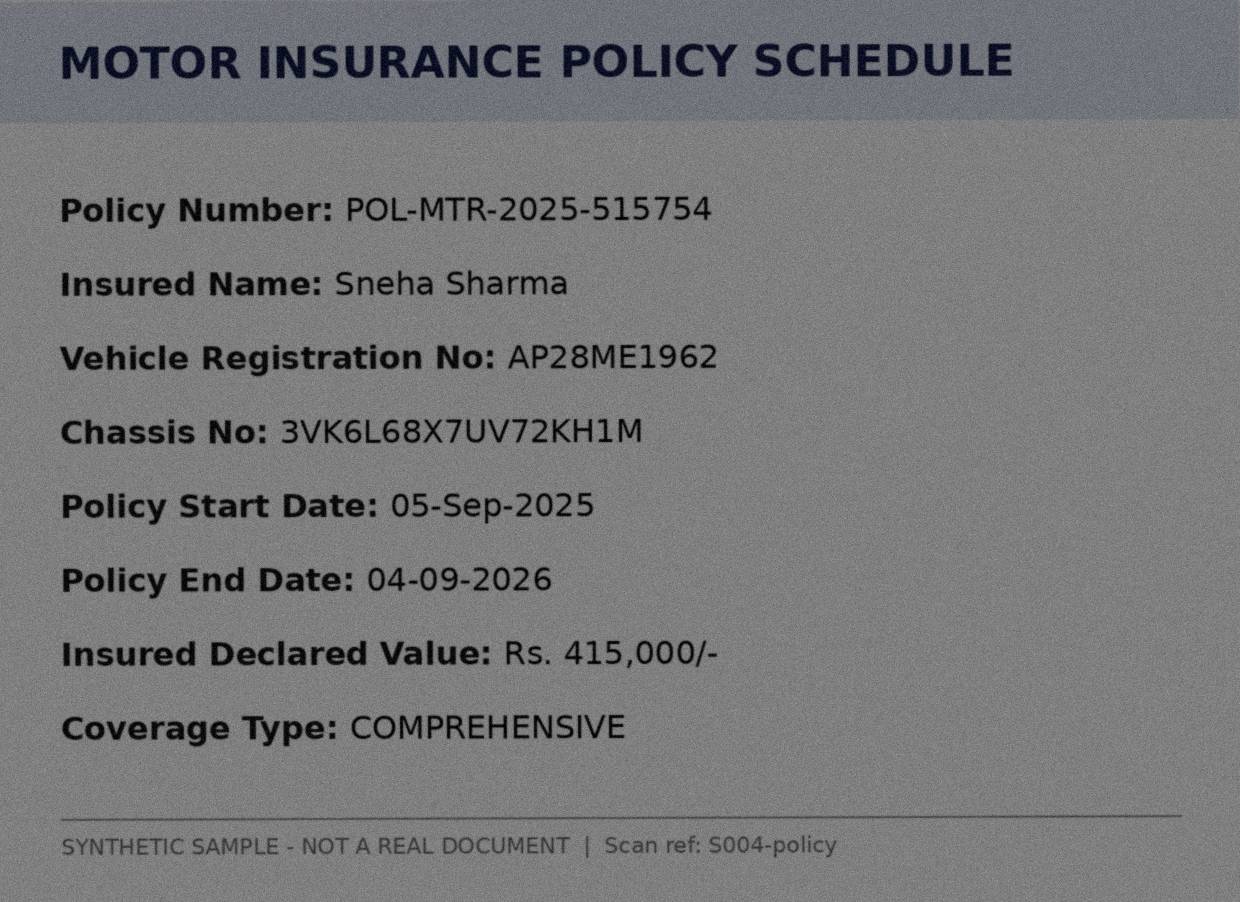 MOTOR INSURANCE POLICY SCHEDULE
Policy Number: POL-MTR-2025-515754
Insured Name: Sneha Sharma
Vehicle Registration No: AP28ME1962
Chassis No: 3VK6L68X7UV72KH1M
Policy Start Date: 05-Sep-2025
Policy End Date: 04-09-2026
Insured Declared Value: Rs. 415,000/-
Coverage Type: COMPREHENSIVE
SYNTHETIC SAMPLE - NOT A REAL DOCUMENT | Scan ref: S004-policy